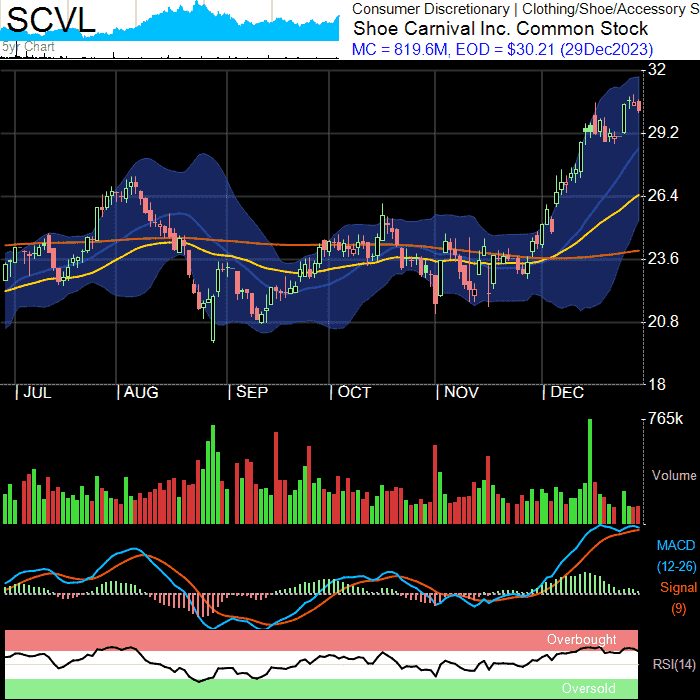 SCVL
5yr Chart
Consumer Discretionary | Clothing/Shoe/Accessory S
Shoe Carnival Inc. Common Stock
MC = 819.6M, EOD = $30.21 (29Dec2023)
32
29.2
26.4
23.6
20.8
18
JUL
AUG
SEP
OCT
NOV
DEC
765k
Volume
MACD
(12-26)
Signal
(9)
Overbought
RSI(14)
Oversold